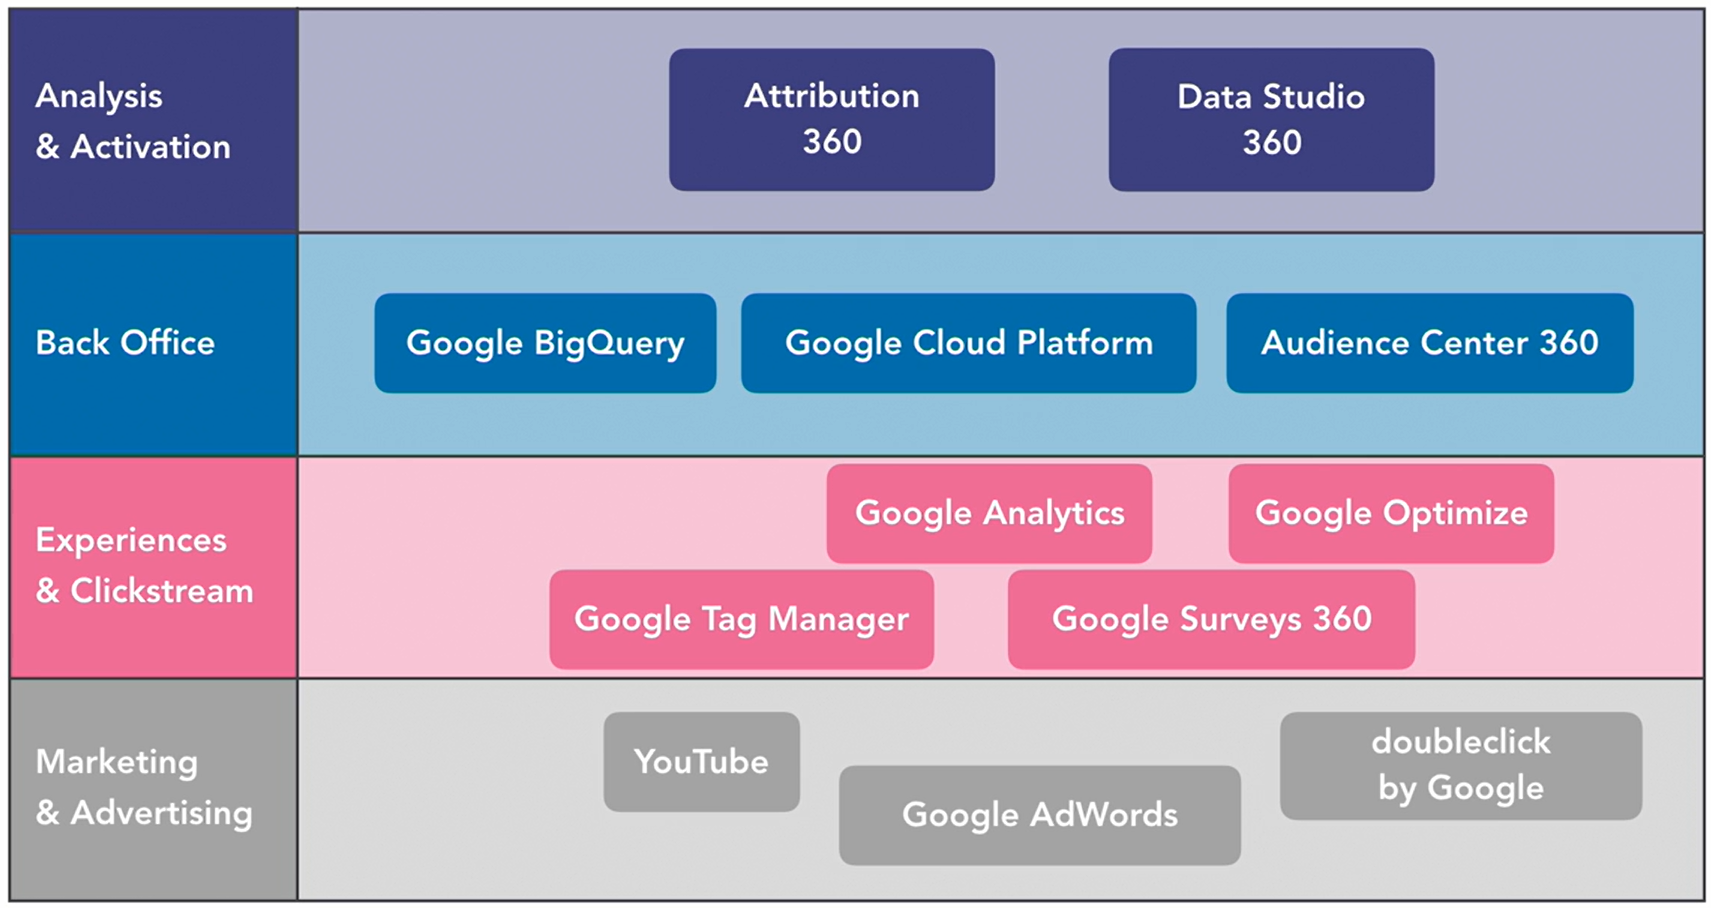 Analysis
& Activation
Attribution
360
Data Studio
360
Back Office
Google BigQuery
Google Cloud Platform
Audience Center 360
Experiences
& Clickstream
Google Analytics
Google Optimize
Google Tag Manager
Google Surveys 360
Marketing
& Advertising
YouTube
Google AdWords
doubleclick
by Google